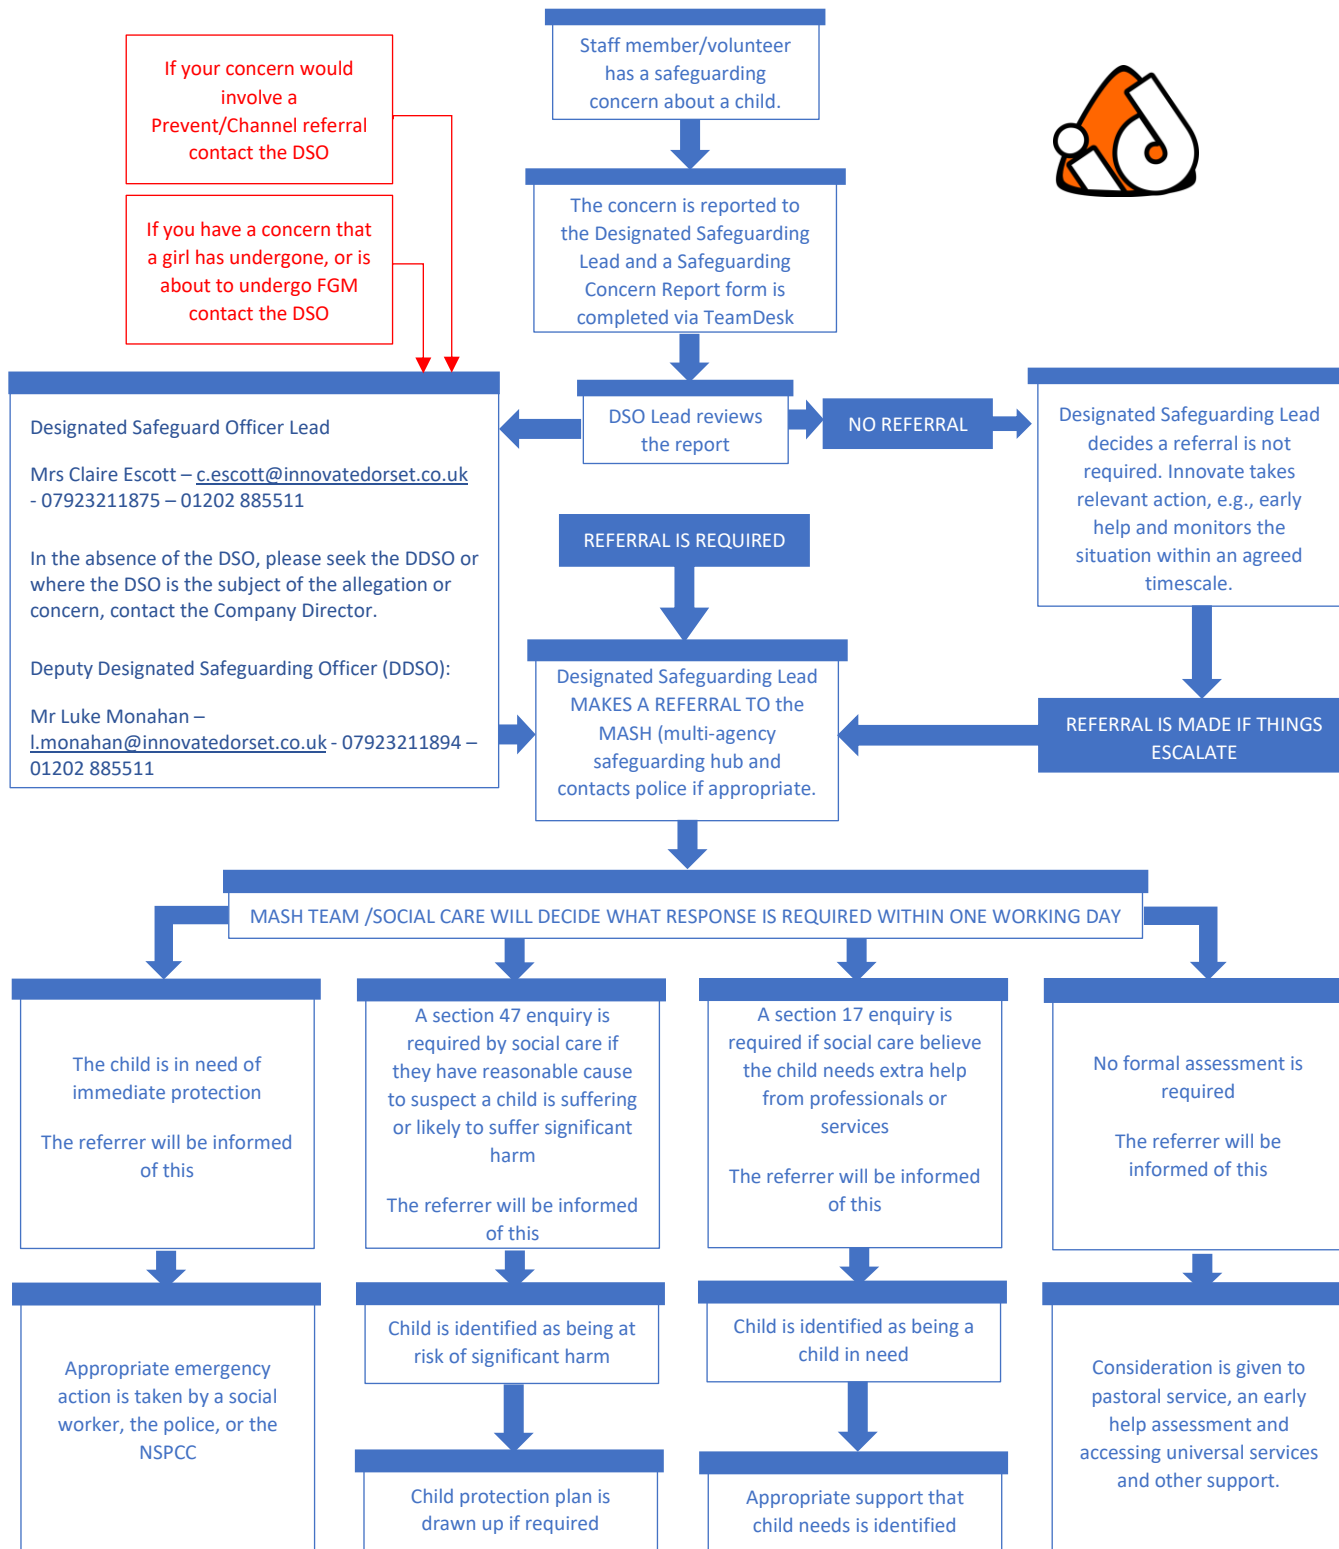 Staff member/volunteer
has a safeguarding
concern about a child.
If your concern would
involve a
Prevent/Channel referral
contact the DSO
If you have a concern that
a girl has undergone, or is
about to undergo FGM
contact the DSO
The concern is reported to
the Designated Safeguarding
Lead and a Safeguarding
Concern Report form is
completed via TeamDesk
DSO Lead reviews
the report
NO REFERRAL
Designated Safeguarding Lead
decides a referral is not
required. Innovate takes
relevant action, e.g., early
help and monitors the
situation within an agreed
timescale.
Designated Safeguard Officer Lead
Mrs Claire Escott – c.escott@innovatedorset.co.uk
- 07923211875 – 01202 885511
In the absence of the DSO, please seek the DDSO or
where the DSO is the subject of the allegation or
concern, contact the Company Director.
Deputy Designated Safeguarding Officer (DDSO):
Mr Luke Monahan –
l.monahan@innovatedorset.co.uk - 07923211894 –
01202 885511
REFERRAL IS REQUIRED
Designated Safeguarding Lead
MAKES A REFERRAL TO the
MASH (multi-agency
safeguarding hub and
contacts police if appropriate.
REFERRAL IS MADE IF THINGS
ESCALATE
MASH TEAM /SOCIAL CARE WILL DECIDE WHAT RESPONSE IS REQUIRED WITHIN ONE WORKING DAY
The child is in need of
immediate protection
The referrer will be informed
of this
A section 47 enquiry is
required by social care if
they have reasonable cause
to suspect a child is suffering
or likely to suffer significant
harm
The referrer will be informed
of this
A section 17 enquiry is
required if social care believe
the child needs extra help
from professionals or
services
The referrer will be informed
of this
No formal assessment is
required
The referrer will be
informed of this
Appropriate emergency
action is taken by a social
worker, the police, or the
NSPCC
Child is identified as being at
risk of significant harm
Child protection plan is
drawn up if required
Child is identified as being a
child in need
Appropriate support that
child needs is identified
Consideration is given to
pastoral service, an early
help assessment and
accessing universal services
and other support.